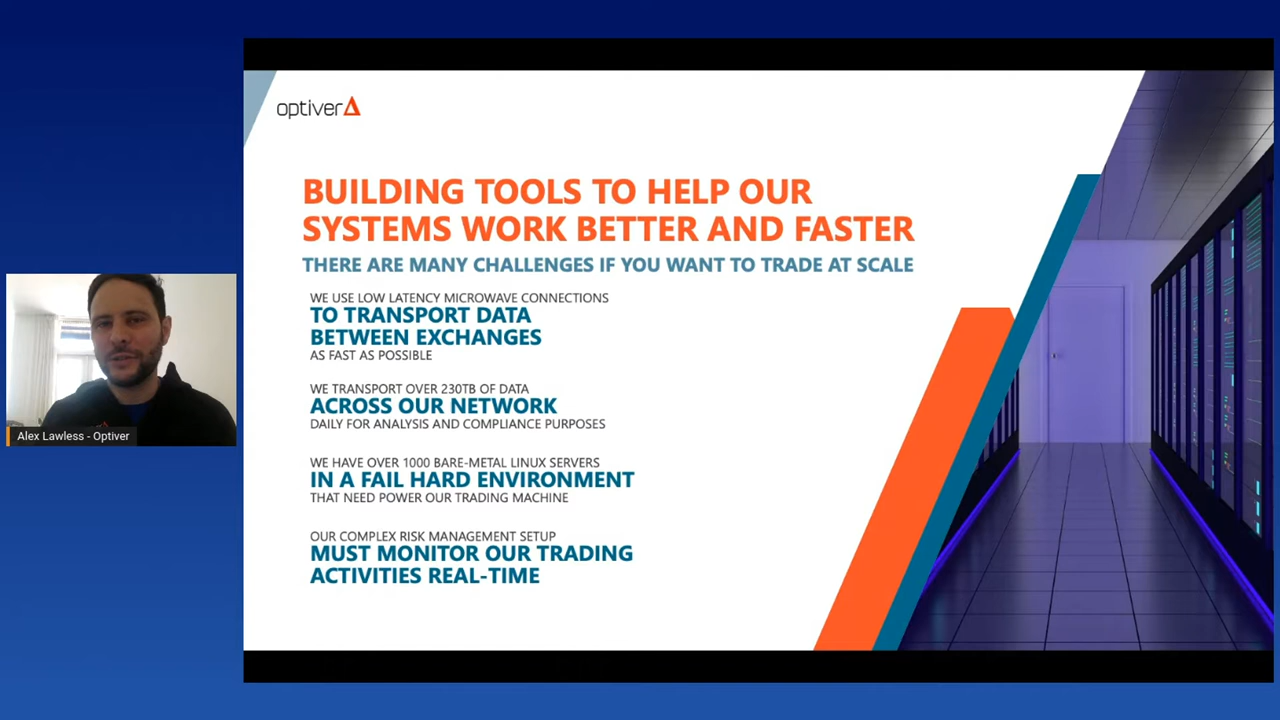 optiver
BUILDING TOOLS TO HELP OUR
SYSTEMS WORK BETTER AND FASTER
THERE ARE MANY CHALLENGES IF YOU WANT TO TRADE AT SCALE
WE USE LOW LATENCY MICROWAVE CONNECTIONS
TO TRANSPORT DATA
BETWEEN EXCHANGES
AS FAST AS POSSIBLE
WE TRANSPORT OVER 230TB OF DATA
ACROSS OUR NETWORK
DAILY FOR ANALYSIS AND COMPLIANCE PURPOSES
WE HAVE OVER 1000 BARE-METAL LINUX SERVERS
IN A FAIL HARD ENVIRONMENT
THAT NEED POWER OUR TRADING MACHINE
OUR COMPLEX RISK MANAGEMENT SETUP
MUST MONITOR OUR TRADING
ACTIVITIES REAL-TIME
Alex Lawless - Optiver